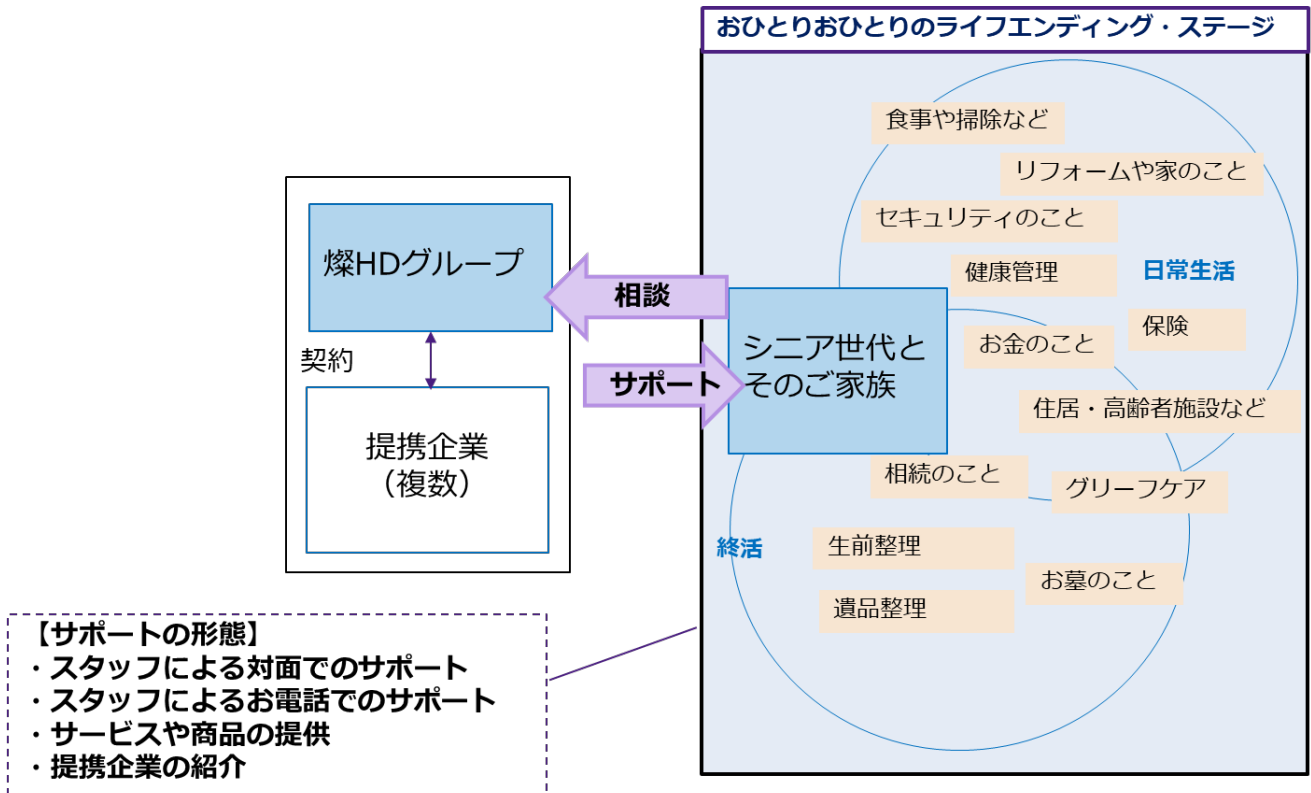 おひとりおひとりのライフエンディング・ステージ
食事や掃除など
リフォームや家のこと
セキュリティのこと
健康管理
日常生活
保険
お金のこと
住居・高齢者施設など
燦HDグループ
相談
契約
サポート
シニア世代と
そのご家族
提携企業
（複数）
相続のこと
グリーフケア
終活
生前整理
お墓のこと
遺品整理
【サポートの形態】
・スタッフによる対面でのサポート
・スタッフによるお電話でのサポート
・サービスや商品の提供
・提携企業の紹介